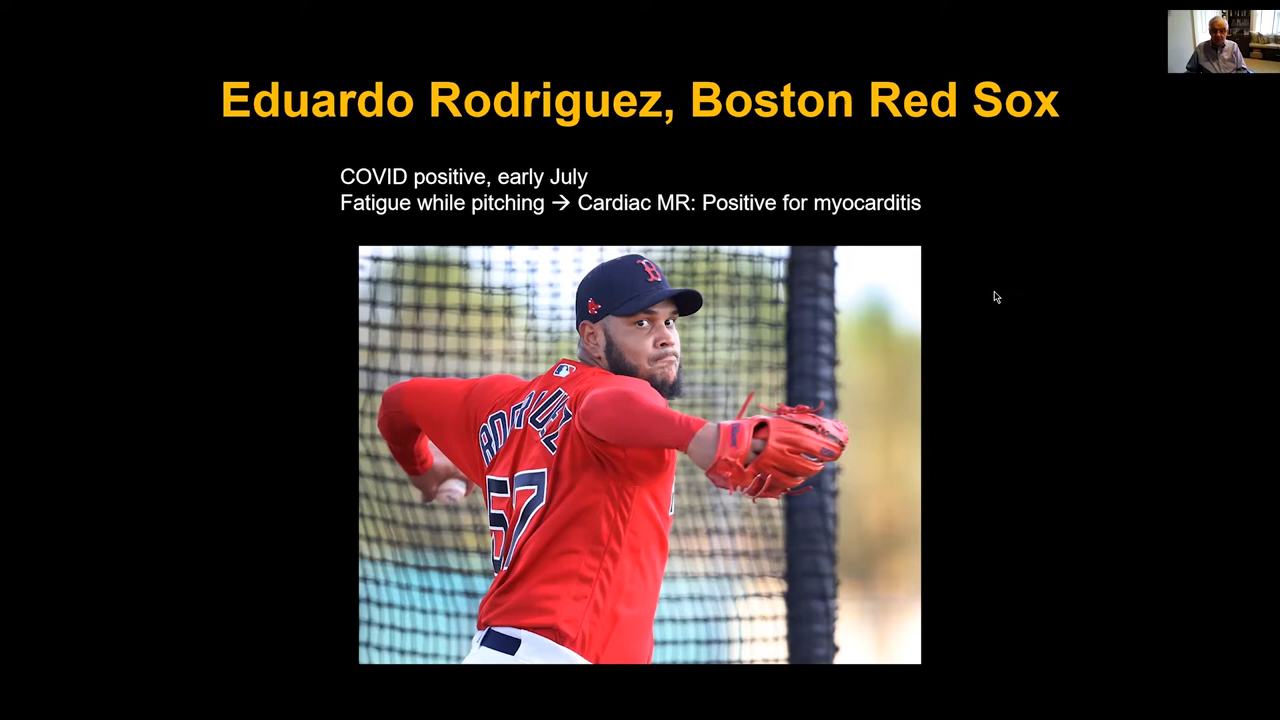 Eduardo Rodriguez, Boston Red Sox
COVID positive, early July
Fatigue while pitching → Cardiac MR: Positive for myocarditis
B
RODRIGUEZ
57